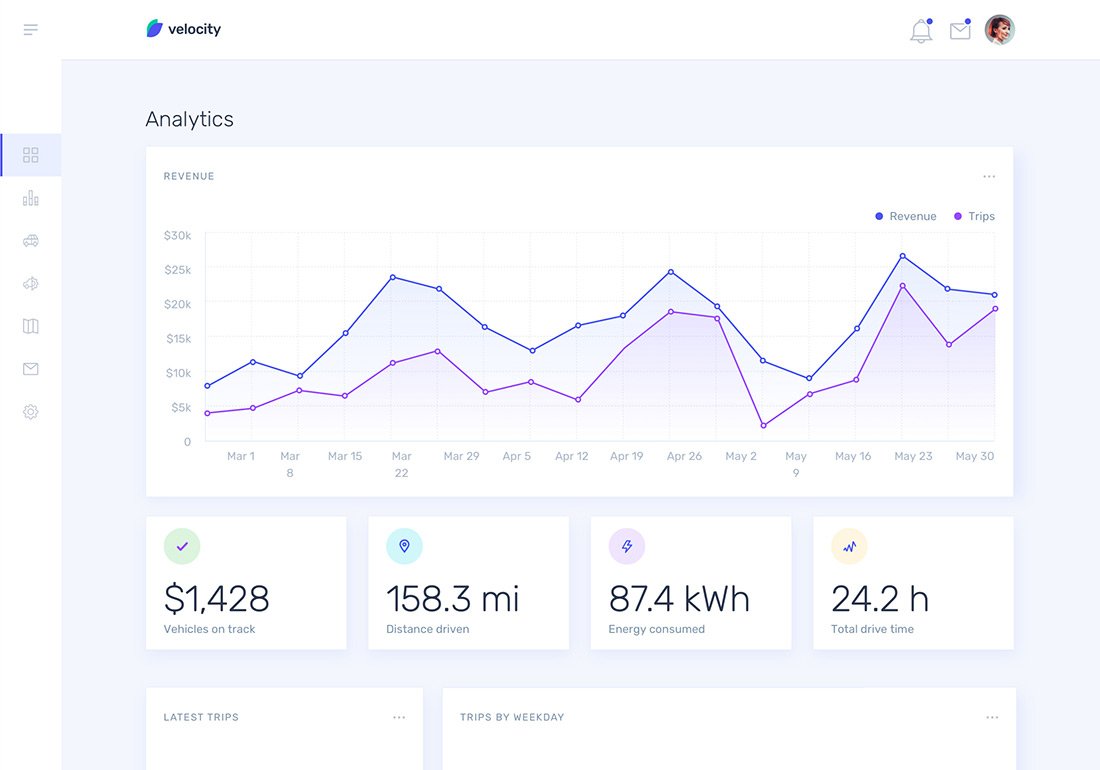 velocity
Analytics
REVENUE
Revenue Trips
$30k
$25k
$20k
$15k
$10k
$5k
0
Mar 1 Mar 8 Mar 15 Mar 22 Mar 29 Apr 5 Apr 12 Apr 19 Apr 26 May 2 May 9 May 16 May 23 May 30
$1,428
Vehicles on track
158.3 mi
Distance driven
87.4 kWh
Energy consumed
24.2 h
Total drive time
LATEST TRIPS
TRIPS BY WEEKDAY